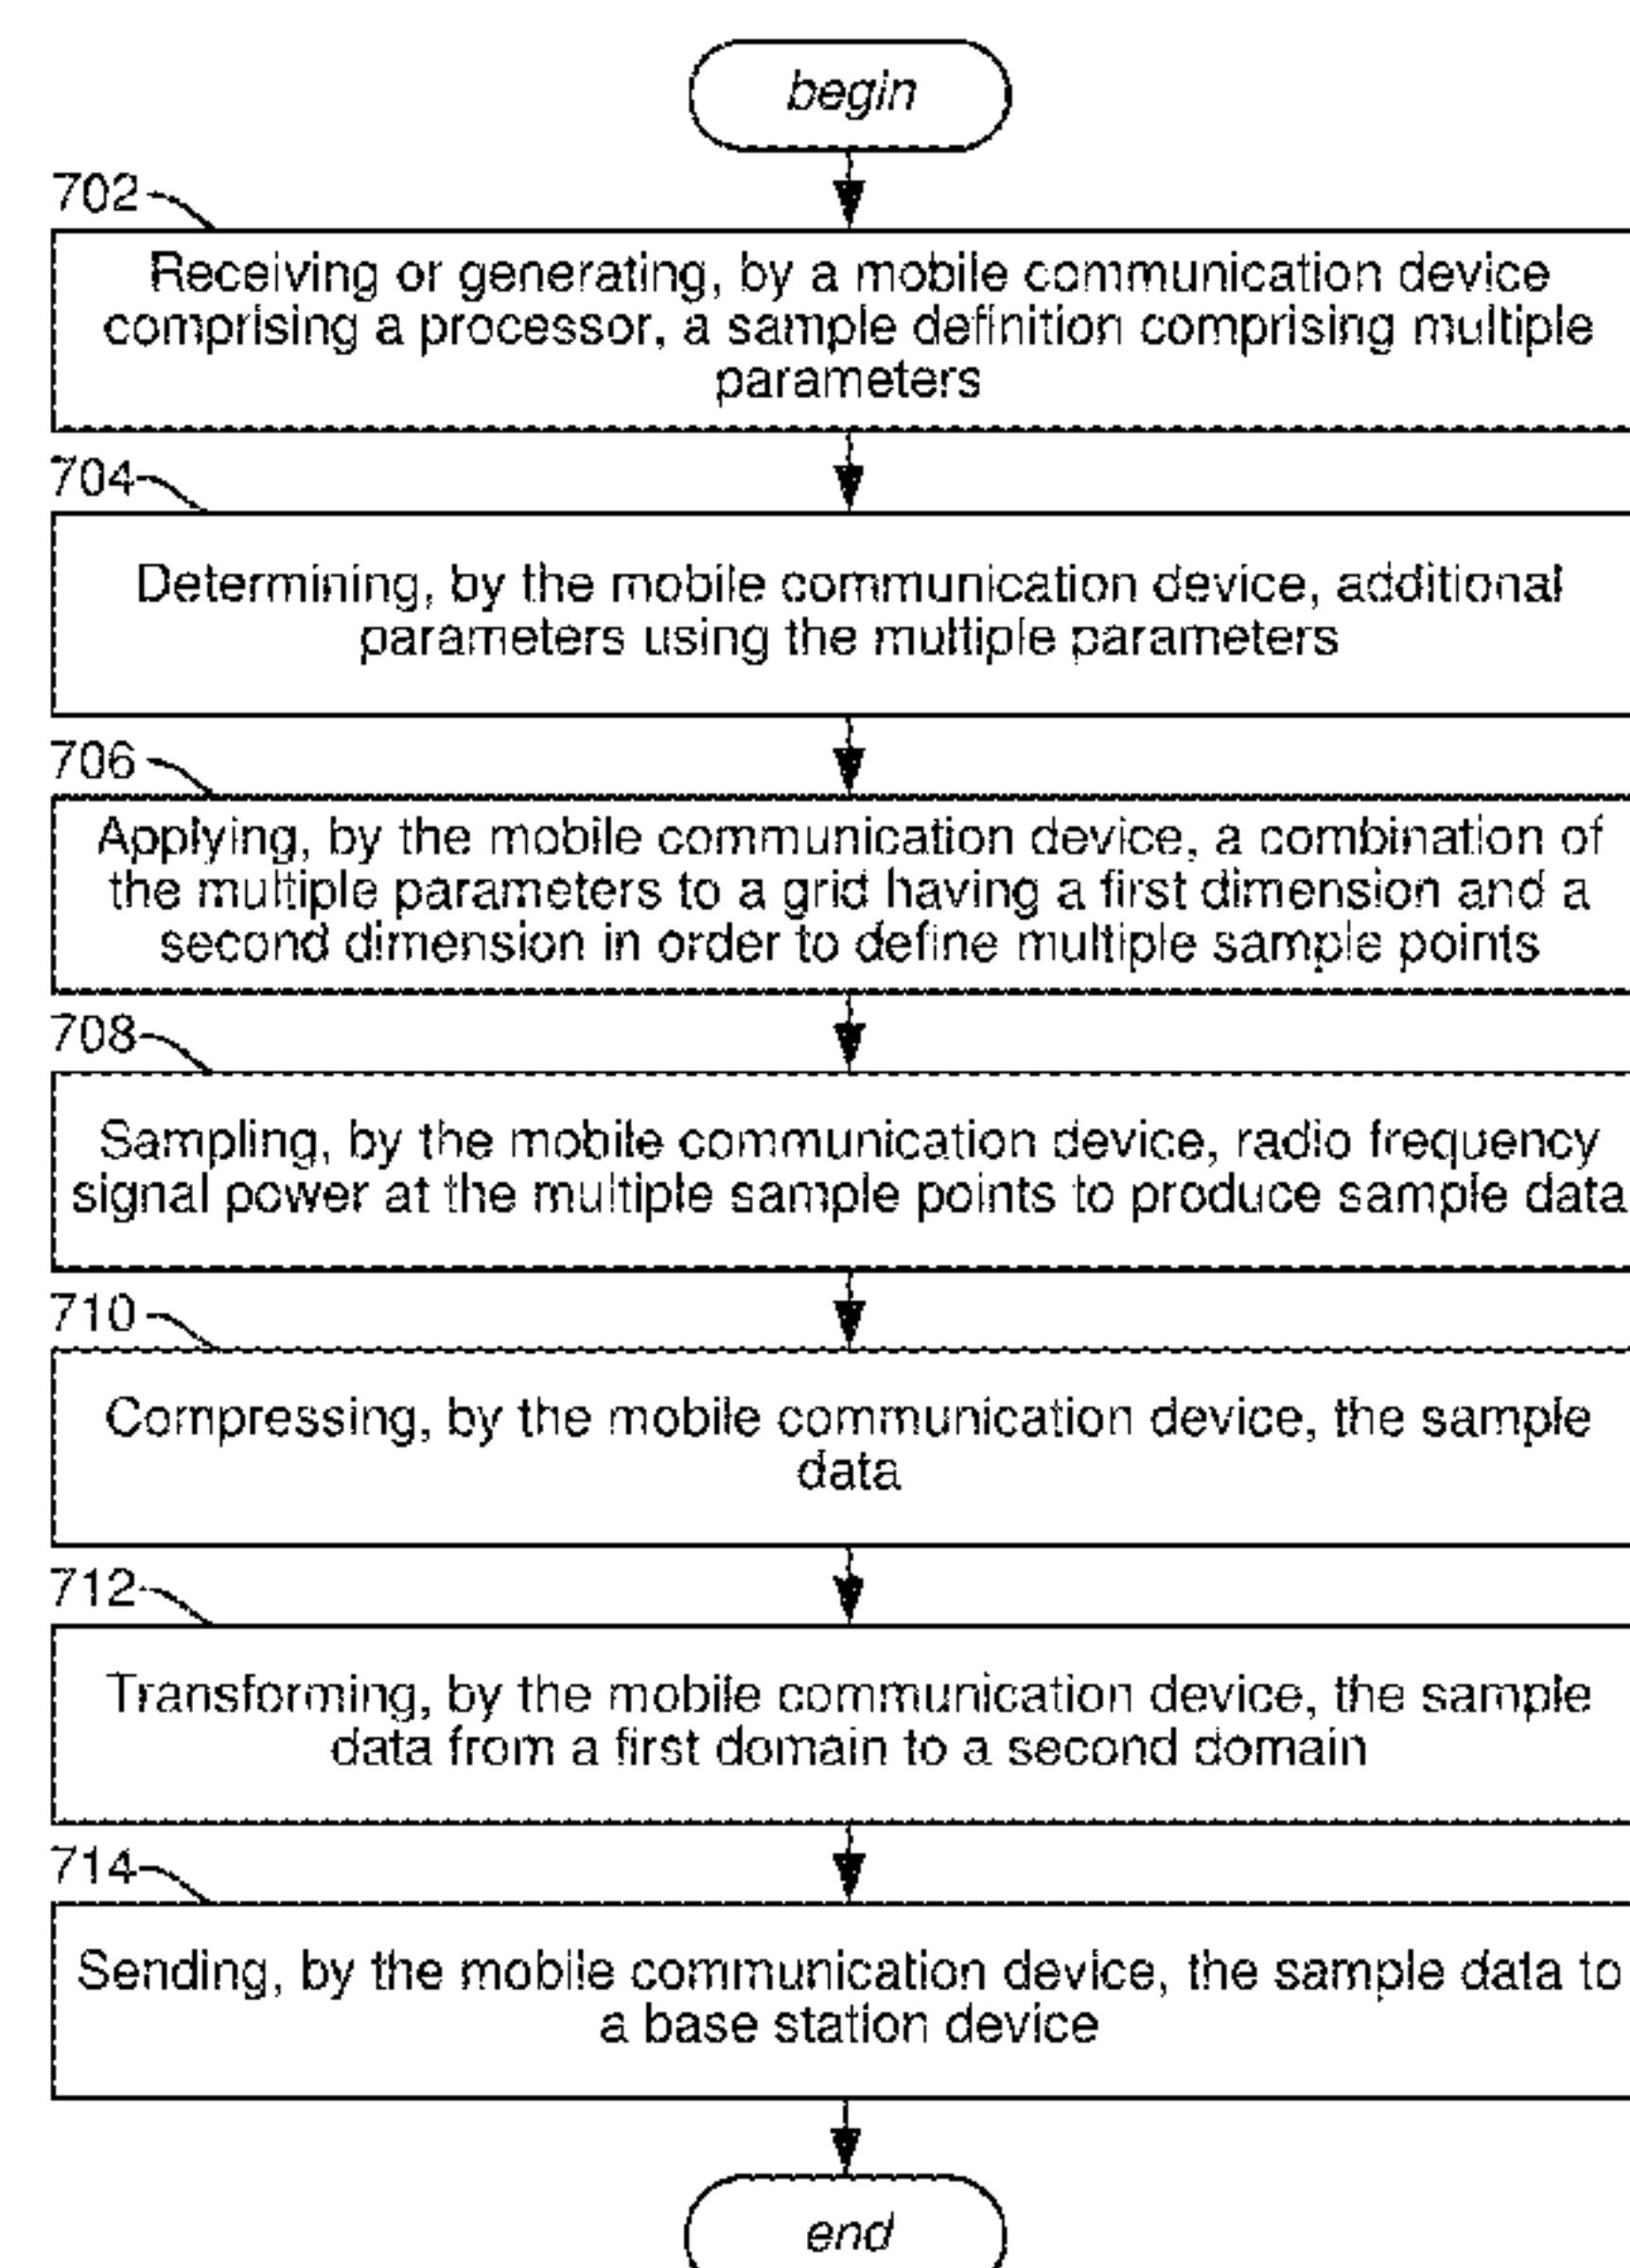 begin
702
Receiving or generating, by a mobile communication device
comprising a processor, a sample definition comprising multiple
parameters
704
Determining, by the mobile communication device, additional
parameters using the multiple parameters
706
Applying, by the mobile communication device, a combination of
the multiple parameters to a grid having a first dimension and a
second dimension in order to define multiple sample points
708
Sampling, by the mobile communication device, radio frequency
signal power at the multiple sample points to produce sample data
710
Compressing, by the mobile communication device, the sample
data
712
Transforming, by the mobile communication device, the sample
data from a first domain to a second domain
714
Sending, by the mobile communication device, the sample data to
a base station device
end